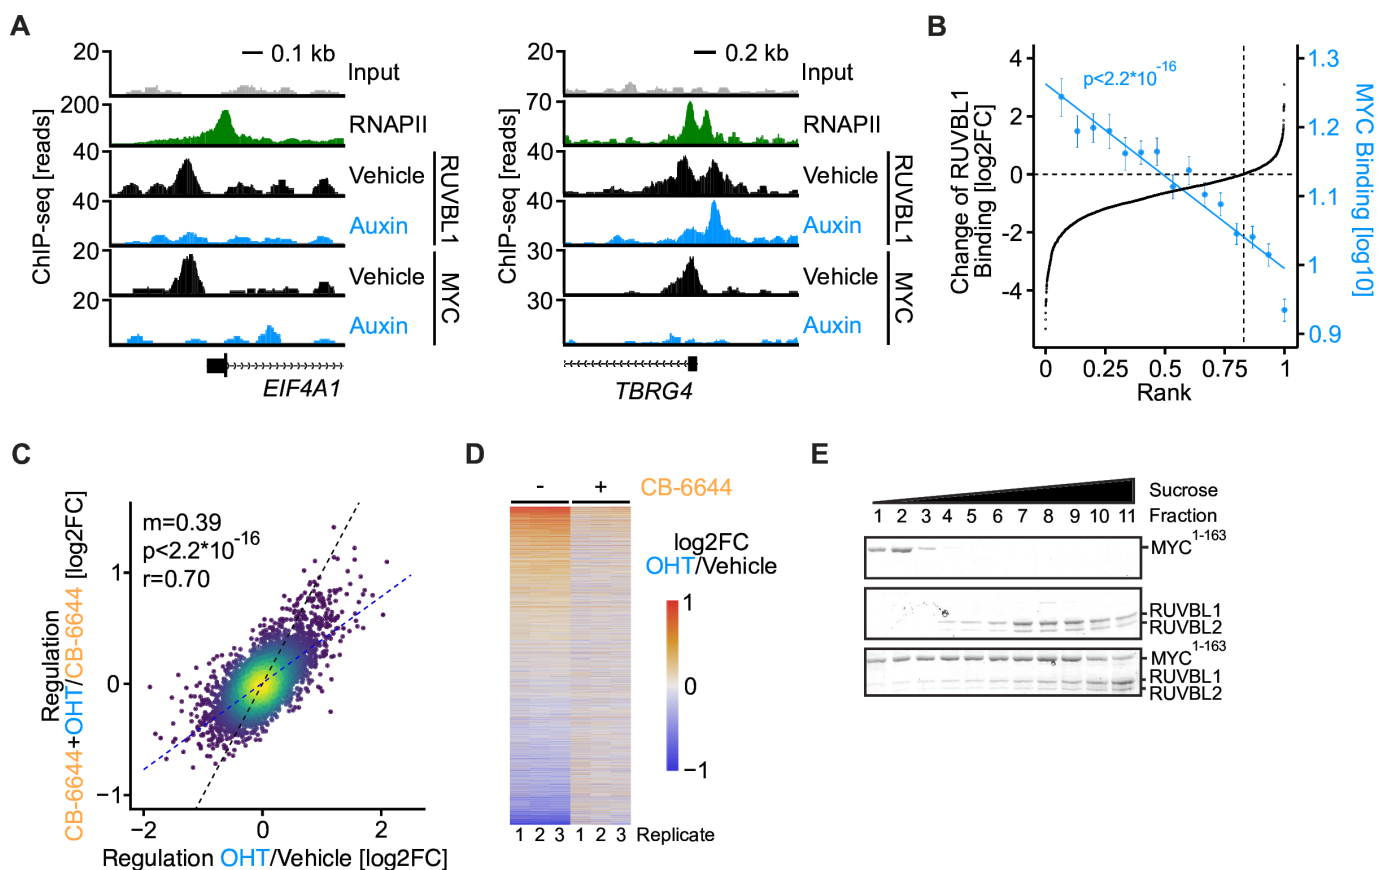 A
20
0.1 kb
Input
200
RNAPII
40
Vehicle
40
Auxin
20
Vehicle
20
Auxin
ChIP-seq [reads]
RUVBL1
MYC
EIF4A1
20
0.2 kb
Input
70
RNAPII
40
Vehicle
40
Auxin
30
Vehicle
30
Auxin
ChIP-seq [reads]
RUVBL1
MYC
TBRG4
B
Change of RUVBL1
Binding [log2FC]
4
2
0
−2
−4
p<2.2*10-16
1.3
1.2
1.1
1
0.9
MYC Binding [log10]
0 0.25 0.5 0.75 1
Rank
C
Regulation
CB-6644+OHT/CB-6644 [log2FC]
m=0.39
p<2.2*10-16
r=0.70
1
0
−1
−2 0 2
Regulation OHT/Vehicle [log2FC]
D
- + CB-6644
log2FC
OHT/Vehicle
1
0
−1
1 2 3 1 2 3 Replicate
E
Sucrose
1 2 3 4 5 6 7 8 9 10 11 Fraction
MYC1-163
RUVBL1
RUVBL2
MYC1-163
RUVBL1
RUVBL2